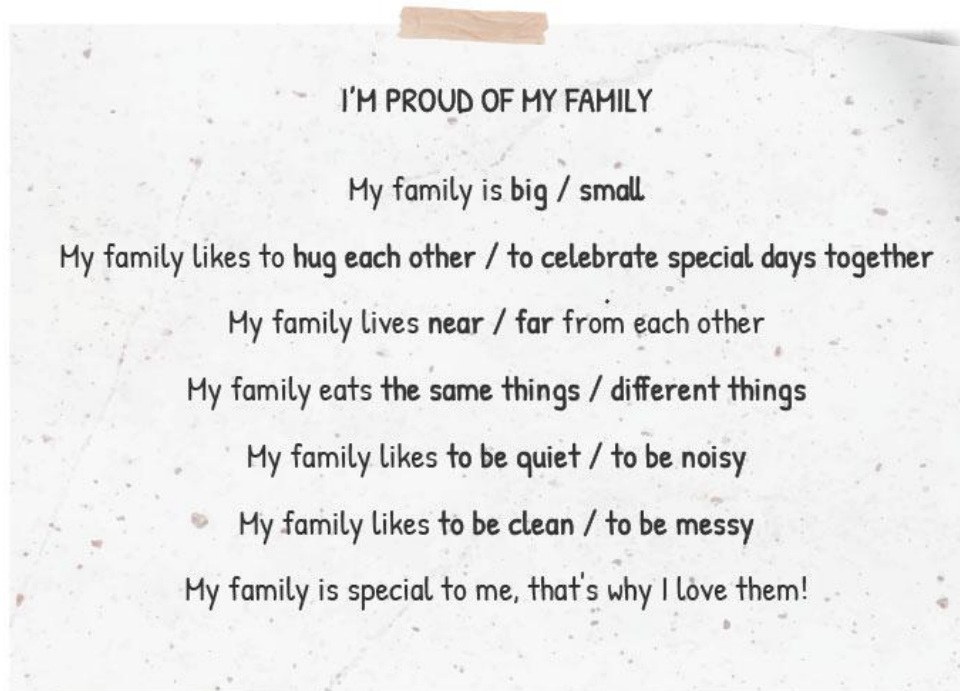 I'M PROUD OF MY FAMILY
My family is big / small
My family likes to hug each other / to celebrate special days together
My family lives near / far from each other
My family eats the same things / different things
My family likes to be quiet / to be noisy
My family likes to be clean / to be messy
My family is special to me, that's why I love them!